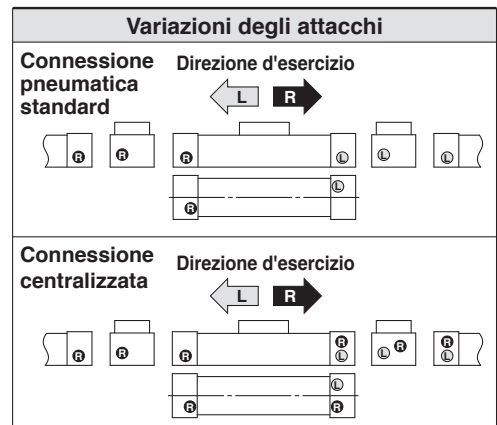 Variazioni degli attacchi
Connessione
pneumatica
standard
Direzione d'esercizio
L R
R R R L L L
L
R
Connessione
centralizzata
Direzione d'esercizio
L R
R R R R L L R R L
L
R R